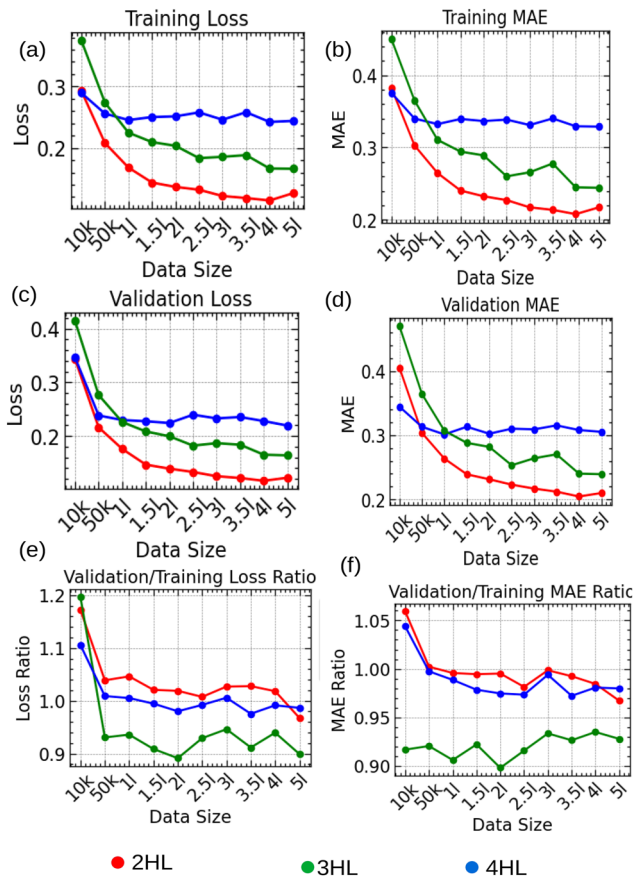 (a)
Training Loss
Loss
0.3
0.2
10k 50K 1l 1.5l 2l 2.5l 3l 3.5l 4l 5l
Data Size
(b)
Training MAE
MAE
0.4
0.3
0.2
10k 50K 1l 1.5l 2l 2.5l 3l 3.5l 4l 5l
Data Size
(c)
Validation Loss
Loss
0.4
0.3
0.2
10k 50K 1l 1.5l 2l 2.5l 3l 3.5l 4l 5l
Data Size
(d)
Validation MAE
MAE
0.4
0.3
0.2
10k 50K 1l 1.5l 2l 2.5l 3l 3.5l 4l 5l
Data Size
(e)
Validation/Training Loss Ratio
Loss Ratio
1.2
1.1
1.0
0.9
10k 50K 1l 1.5l 2l 2.5l 3l 3.5l 4l 5l
Data Size
(f)
Validation/Training MAE Ratio
MAE Ratio
1.05
1.00
0.95
0.90
10k 50K 1l 1.5l 2l 2.5l 3l 3.5l 4l 5l
Data Size
2HL 3HL 4HL